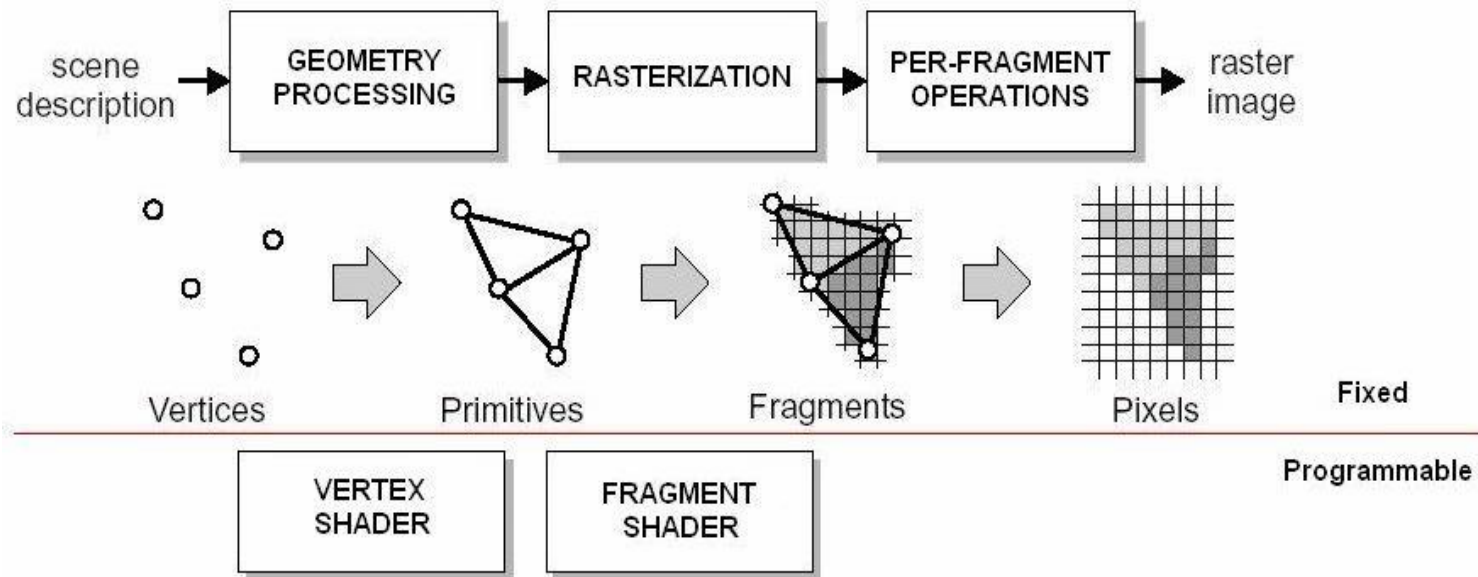 scene
description
GEOMETRY
PROCESSING
RASTERIZATION
PER-FRAGMENT
OPERATIONS
raster
image
Vertices
Primitives
Fragments
Pixels
Fixed
Programmable
VERTEX
SHADER
FRAGMENT
SHADER